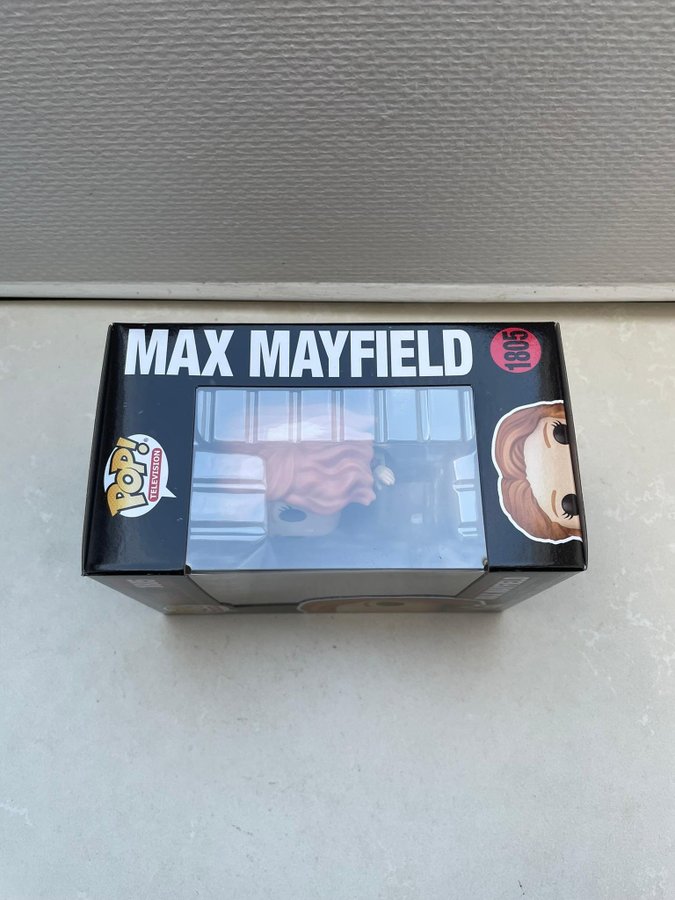 MAX MAYFIELD
1805
POP!
TELEVISION